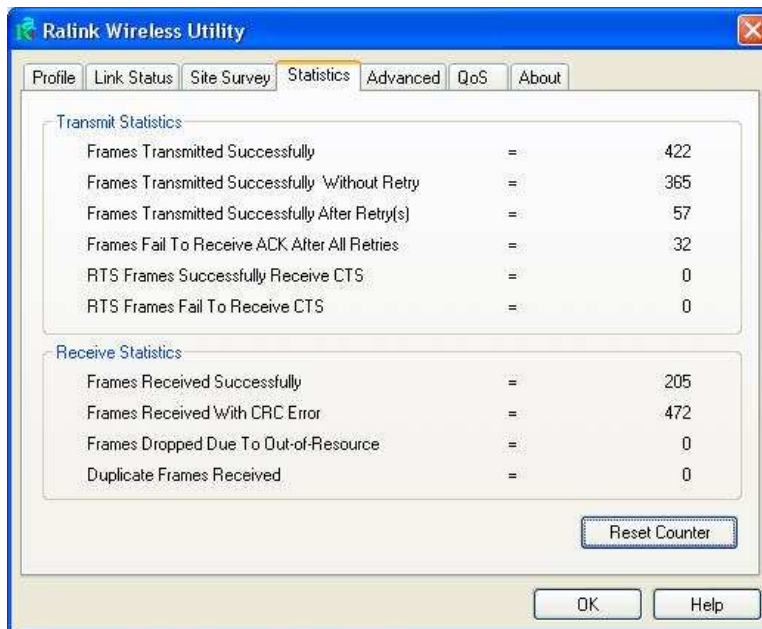 Ralink Wireless Utility
Profile Link Status Site Survey Statistics Advanced QoS About
Transmit Statistics
Frames Transmitted Successfully = 422
Frames Transmitted Successfully Without Retry = 365
Frames Transmitted Successfully After Retry(s) = 57
Frames Fail To Receive ACK After All Retries = 32
RTS Frames Successfully Receive CTS = 0
RTS Frames Fail To Receive CTS = 0
Receive Statistics
Frames Received Successfully = 205
Frames Received With CRC Error = 472
Frames Dropped Due To Out-of-Resource = 0
Duplicate Frames Received = 0
Reset Counter
OK Help